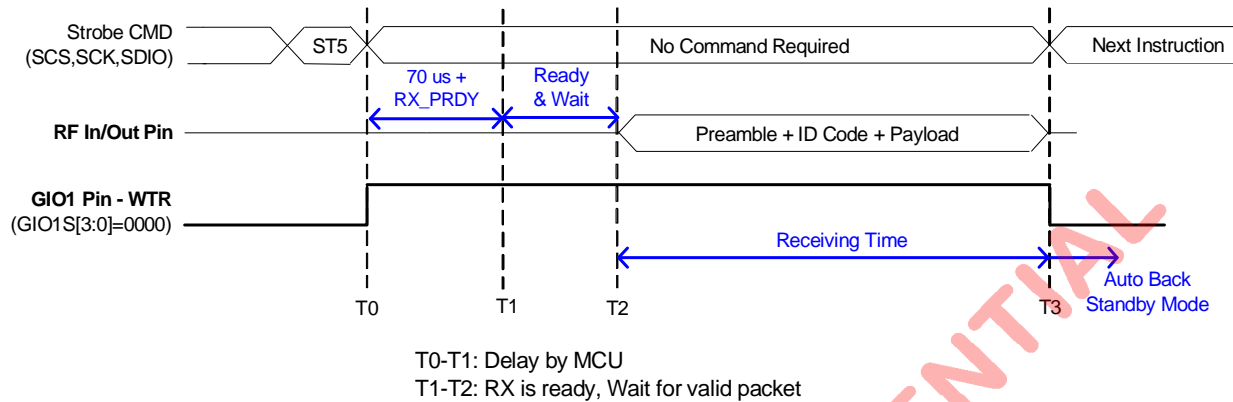 Strobe CMD
(SCS,SCK,SDIO)
ST5
No Command Required
Next Instruction
70 us +
RX_PRDY
Ready
& Wait
RF In/Out Pin
Preamble + ID Code + Payload
GIO1 Pin - WTR
(GIO1S[3:0]=0000)
Receiving Time
T0
T1
T2
T3
Auto Back
Standby Mode
T0-T1: Delay by MCU
T1-T2: RX is ready, Wait for valid packet
ENTIAL